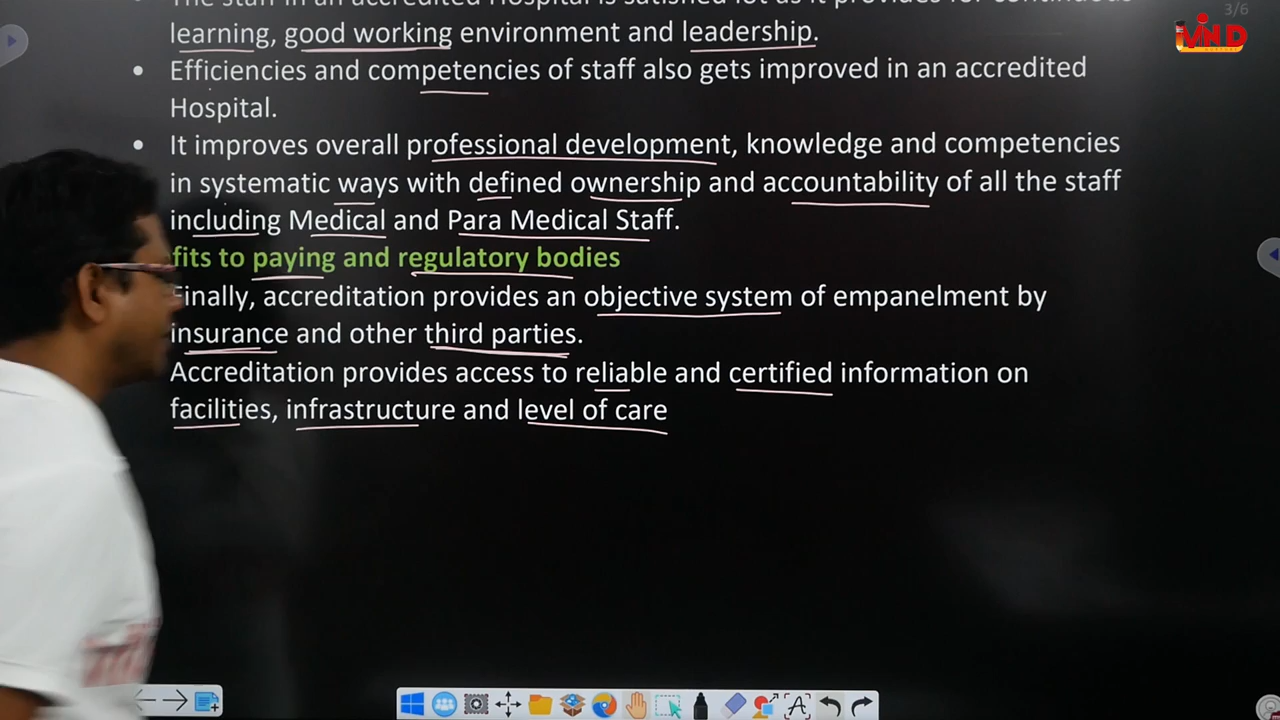 The staff in an accredited Hospital is satisfied lot as it provides for continuous
learning, good working environment and leadership.
• Efficiencies and competencies of staff also gets improved in an accredited
Hospital.
• It improves overall professional development, knowledge and competencies
in systematic ways with defined ownership and accountability of all the staff
including Medical and Para Medical Staff.
fits to paying and regulatory bodies
Finally, accreditation provides an objective system of empanelment by
insurance and other third parties.
Accreditation provides access to reliable and certified information on
facilities, infrastructure and level of care
3/6